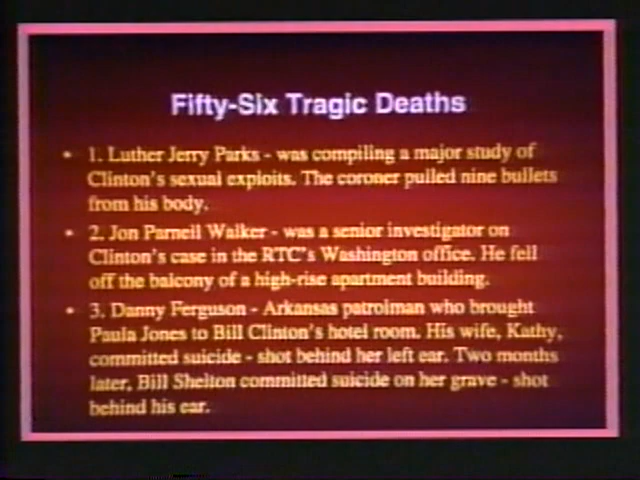 Fifty-Six Tragic Deaths
• 1. Luther Jerry Parks - was compiling a major study of
Clinton's sexual exploits. The coroner pulled nine bullets
from his body.
• 2. Jon Parnell Walker - was a senior investigator on
Clinton's case in the RTC's Washington office. He fell
off the balcony of a high-rise apartment building.
• 3. Danny Ferguson - Arkansas patrolman who brought
Paula Jones to Bill Clinton's hotel room. His wife, Kathy,
committed suicide - shot behind her left ear. Two months
later, Bill Shelton committed suicide on her grave - shot
behind his ear.